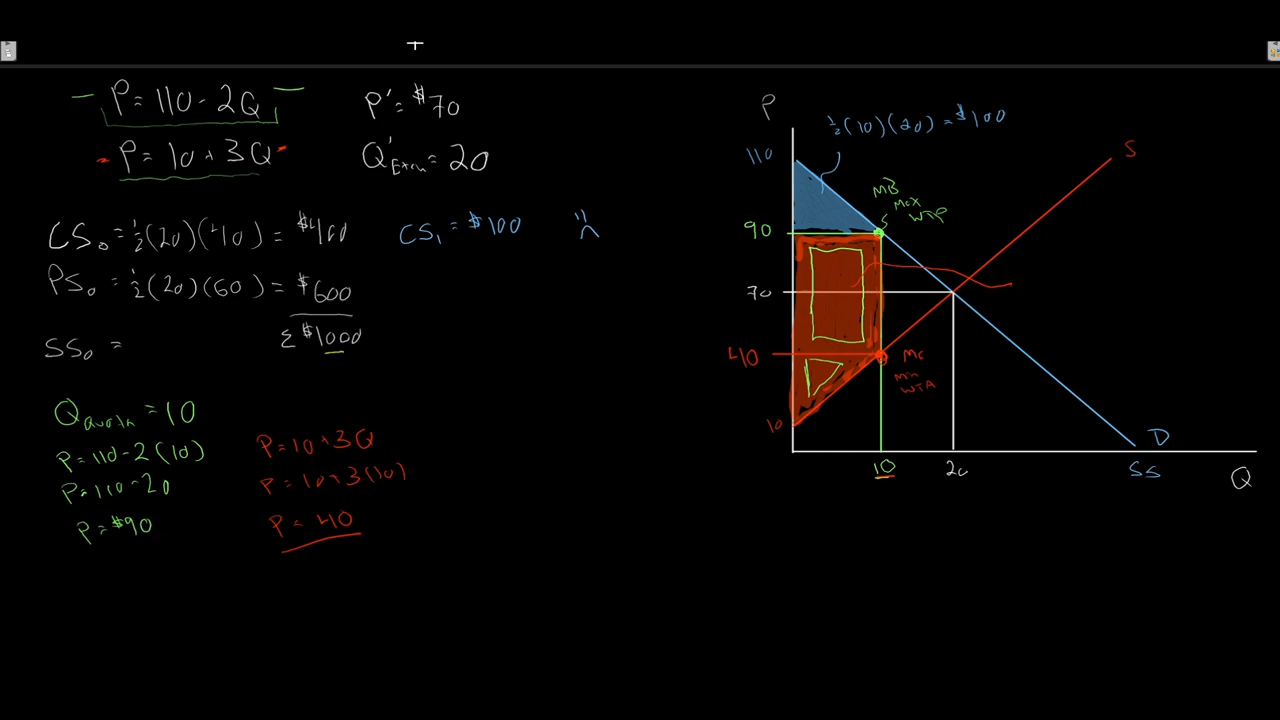 P = 110 - 2Q
P = 10 + 3Q
P' = $70
Q'Extn = 20
CS₀ = ½(20)(40) = $400
CS₁ = $100
PS₀ = ½(20)(60) = $600
Σ $1000
SS₀ =
Qquota = 10
P = 110 - 2(10)
P = 110 - 20
P = $90
P = 10 + 3Q
P = 10 + 3(10)
P = 40
P
½(10)(20) = $100
110
S
MB
Max
WTP
90
70
40
MC
Min
WTA
10
10
20
D
55
Q